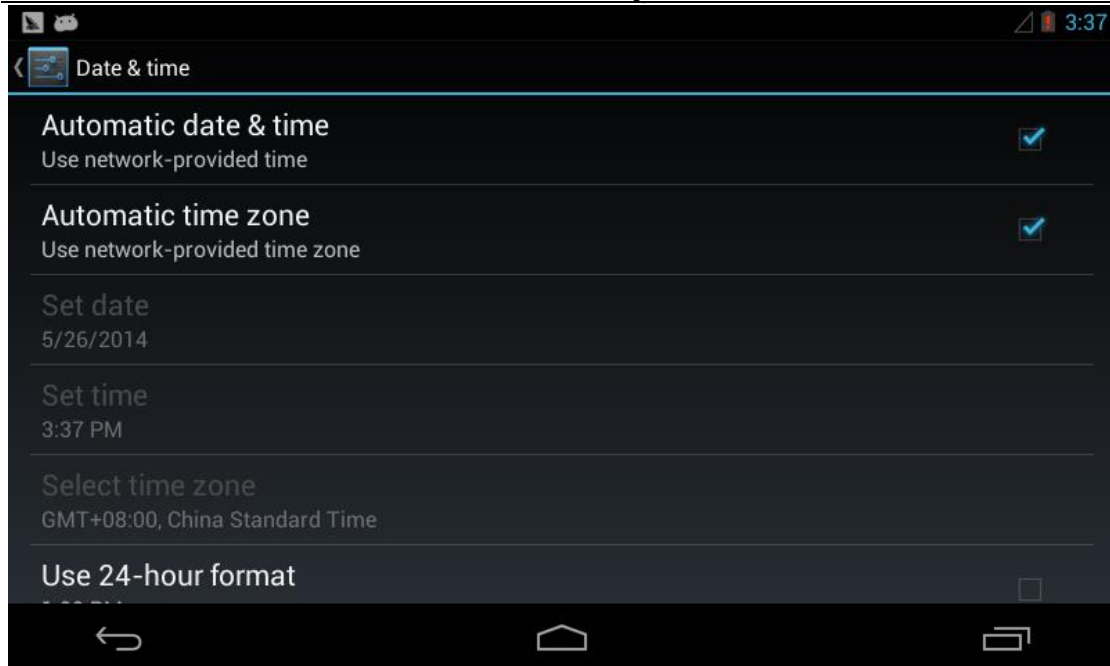 3:37
Date & time
Automatic date & time
Use network-provided time
Automatic time zone
Use network-provided time zone
Set date
5/26/2014
Set time
3:37 PM
Select time zone
GMT+08:00, China Standard Time
Use 24-hour format